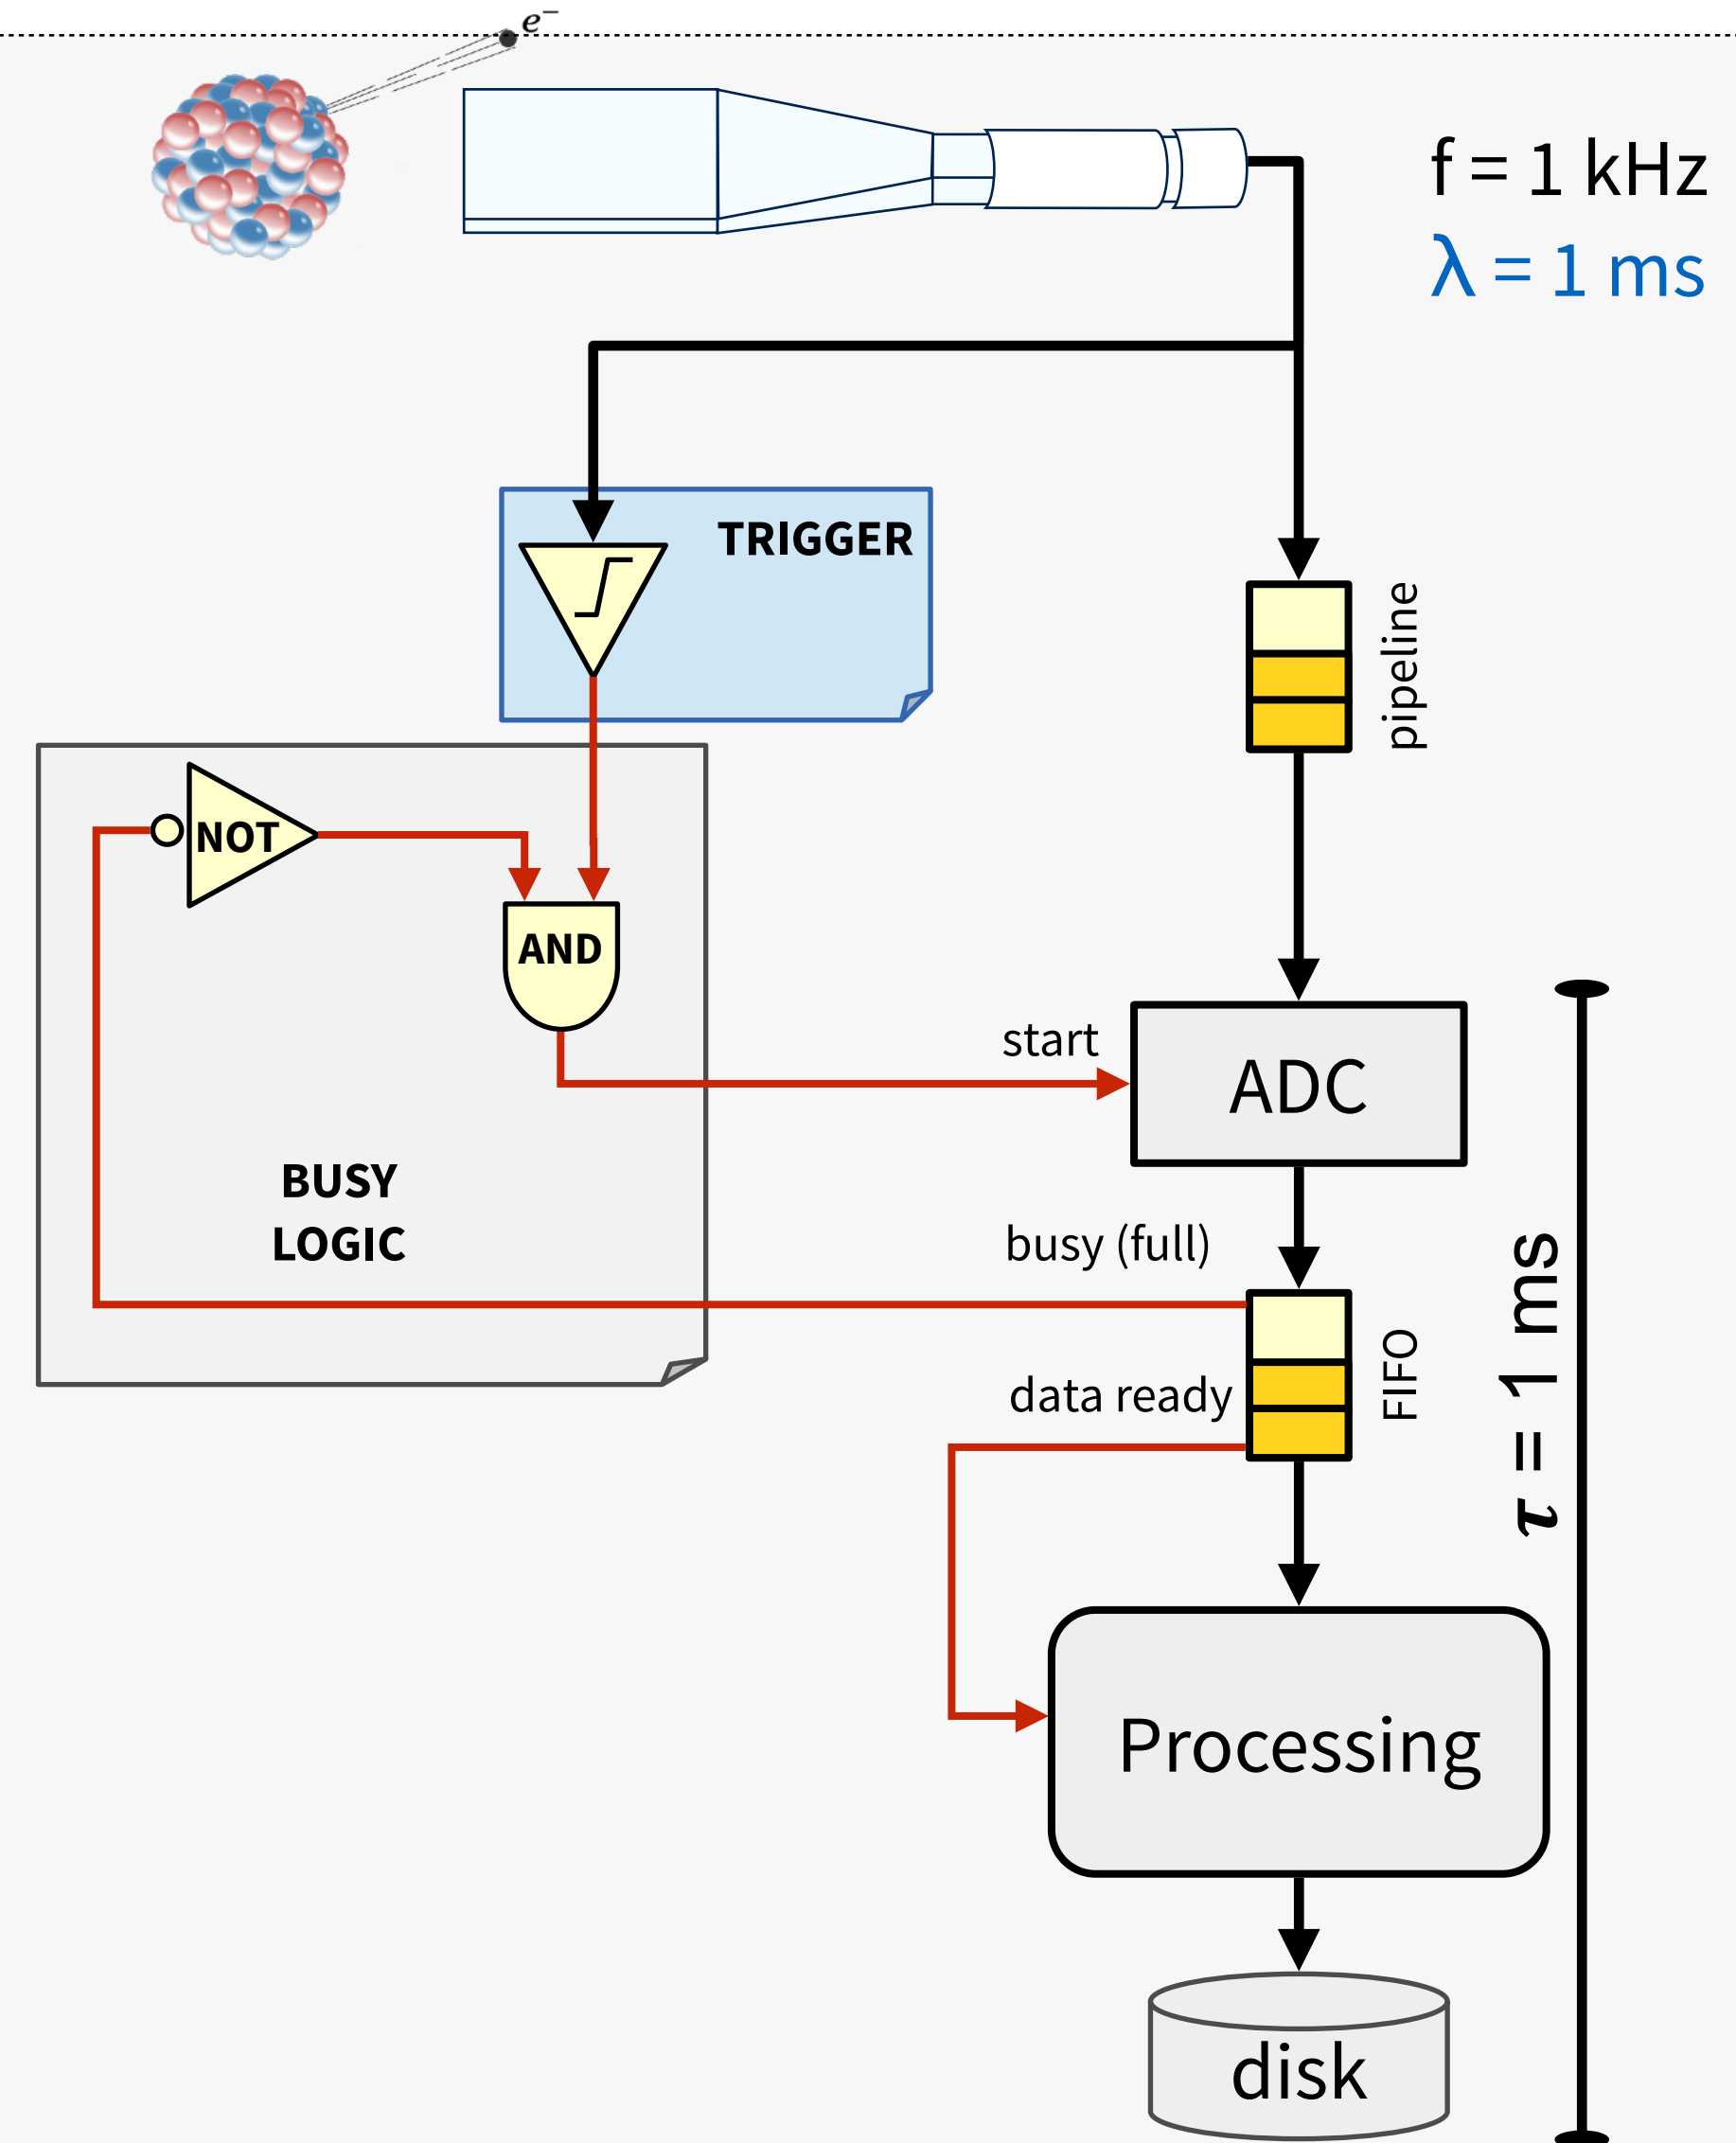 e⁻
f = 1 kHz
λ = 1 ms
TRIGGER
pipeline
NOT
AND
start
ADC
BUSY
LOGIC
busy (full)
FIFO
data ready
τ = 1 ms
Processing
disk